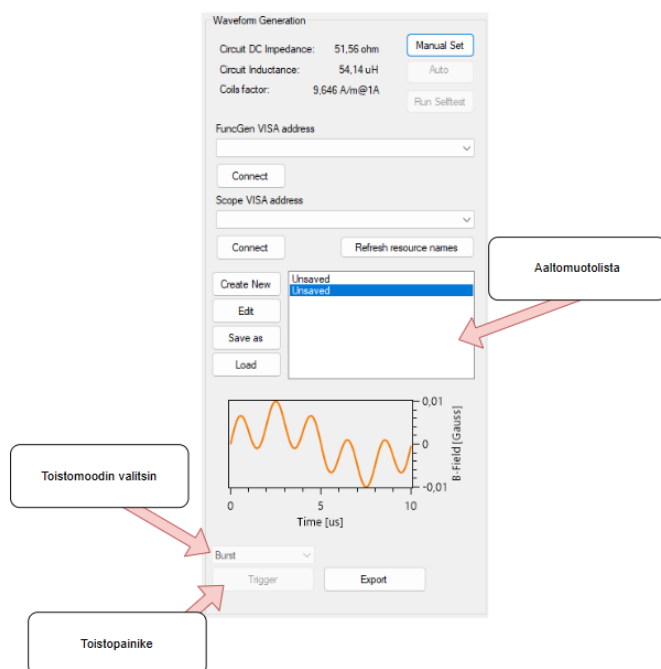 Waveform Generation
Circuit DC Impedance: 51,56 ohm
Manual Set
Circuit Inductance: 54,14 uH
Auto
Coils factor: 9,646 A/m@1A
Run Selftest
FuncGen VISA address
Connect
Scope VISA address
Connect
Refresh resource names
Aaltomuotolista
Create New
Unsaved
Unsaved
Edit
Save as
Load
0,01
0
-0,01
B-Field [Gauss]
0 5 10
Time [us]
Toistomoodin valitsin
Burst
Trigger
Export
Toistopainike